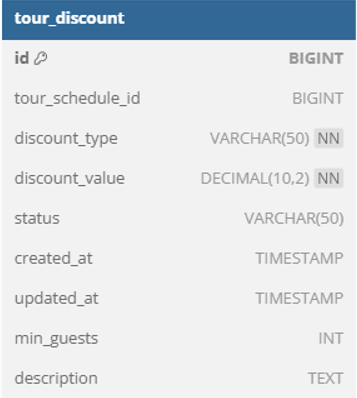 tour_discount
id BIGINT
tour_schedule_id BIGINT
discount_type VARCHAR(50) NN
discount_value DECIMAL(10,2) NN
status VARCHAR(50)
created_at TIMESTAMP
updated_at TIMESTAMP
min_guests INT
description TEXT